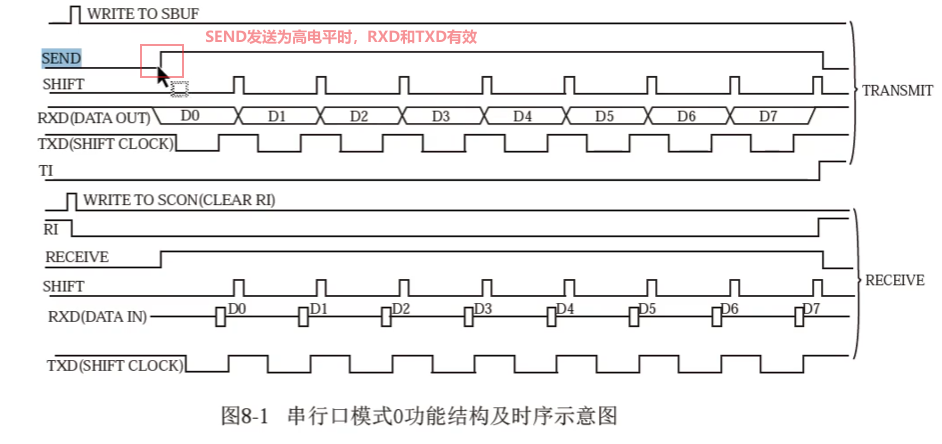 WRITE TO SBUF
SEND发送为高电平时，RXD和TXD有效
SEND
SHIFT
TRANSMIT
RXD(DATA OUT) D0 D1 D2 D3 D4 D5 D6 D7
TXD(SHIFT CLOCK)
TI
WRITE TO SCON(CLEAR RI)
RI
RECEIVE
SHIFT
RECEIVE
RXD(DATA IN) D0 D1 D2 D3 D4 D5 D6 D7
TXD(SHIFT CLOCK)
图8-1 串行口模式0功能结构及时序示意图